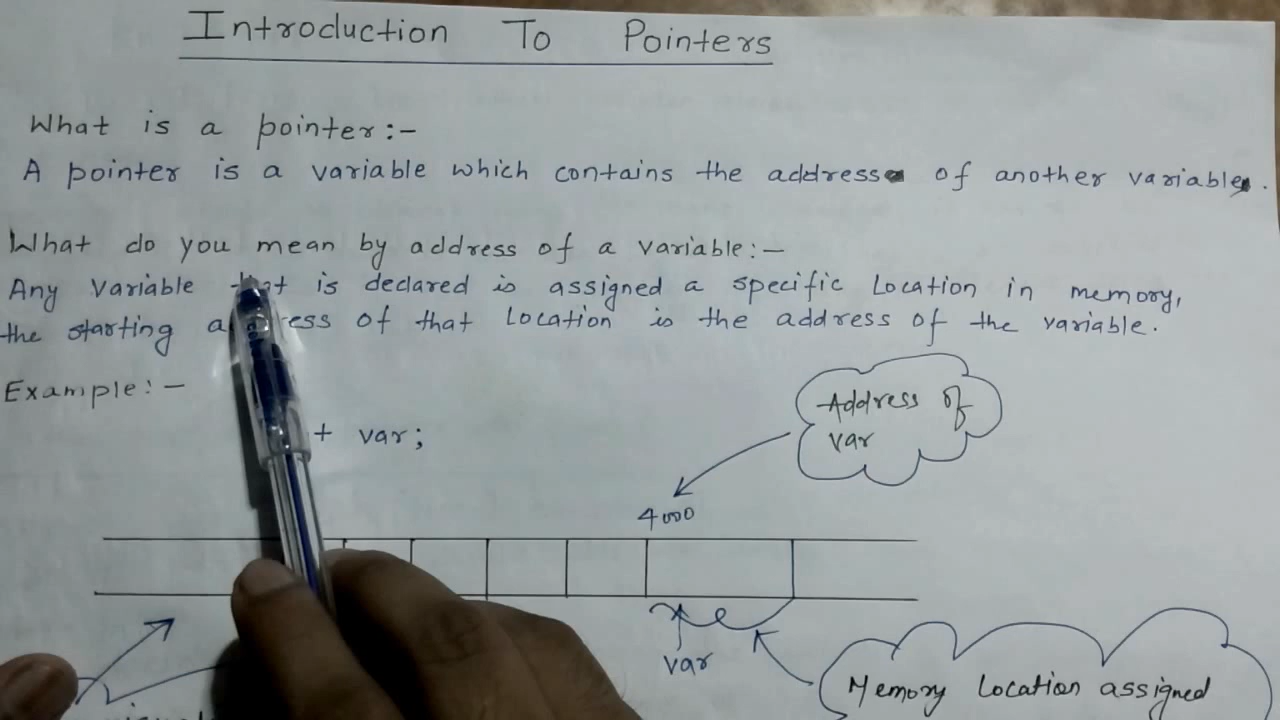 Introduction To Pointers
What is a pointer:-
A pointer is a variable which contains the address of another variable.
What do you mean by address of a variable:-
Any variable that is declared is assigned a specific Location in memory,
the starting address of that Location is the address of the variable.
Example:-
var;
Address of
var
4000
var
Memory Location assigned